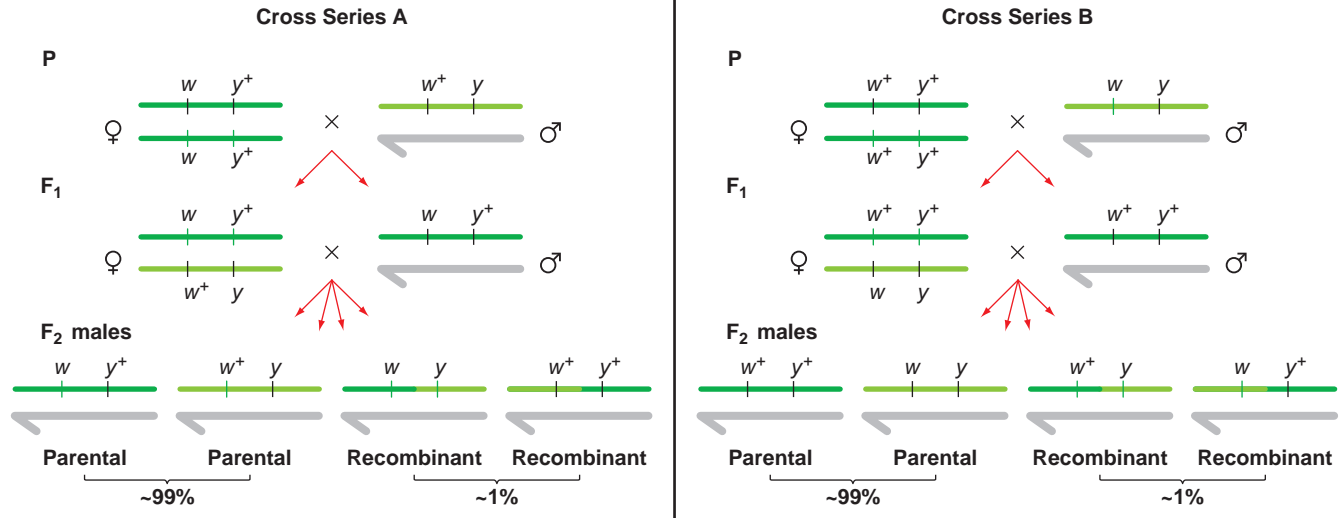 Cross Series A
P
w y+ w+ y
♀ × ♂
w y+
F1
w y+ w y+
♀ × ♂
w+ y
F2 males
w y+ w+ y w y w+ y+
Parental Parental Recombinant Recombinant
~99% ~1%
Cross Series B
P
w+ y+ w y
♀ × ♂
w+ y+
F1
w+ y+ w+ y+
♀ × ♂
w y
F2 males
w+ y+ w y w+ y w y+
Parental Parental Recombinant Recombinant
~99% ~1%